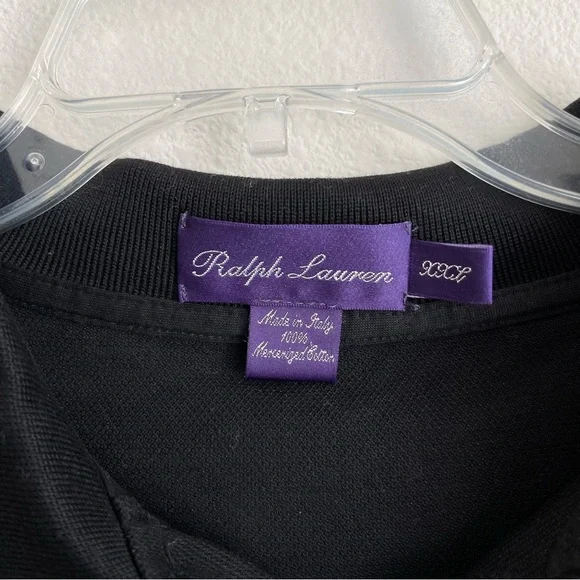 Ralph Lauren
XXL
Made in Italy
100%
Mercerized Cotton